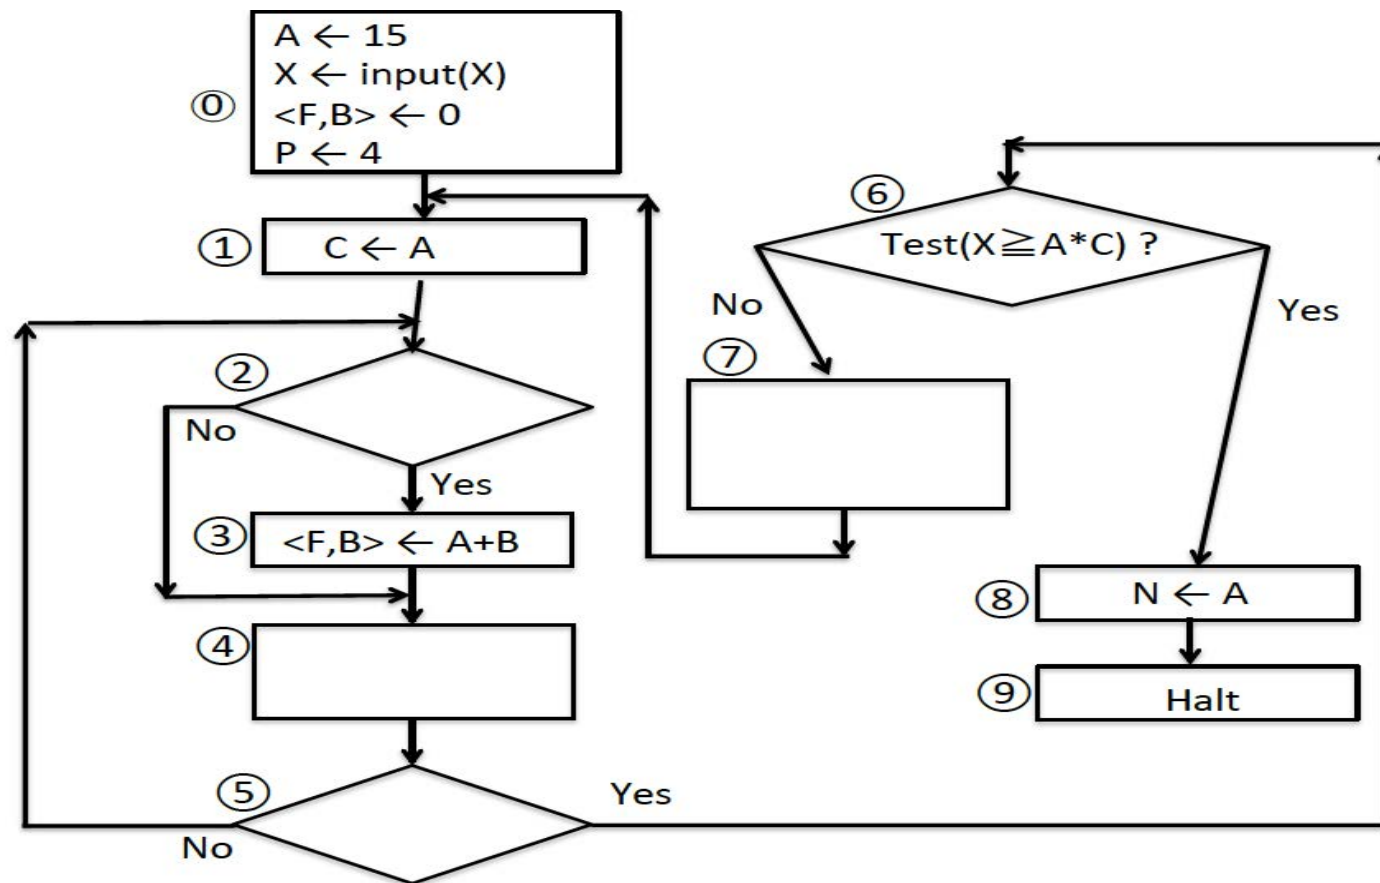 ⓪
A ← 15
X ← input(X)
<F,B> ← 0
P ← 4
① C ← A
②
No
Yes
③ <F,B> ← A+B
④
⑤
No
Yes
⑥
Test(X≧A*C) ?
No
Yes
⑦
⑧ N ← A
⑨ Halt